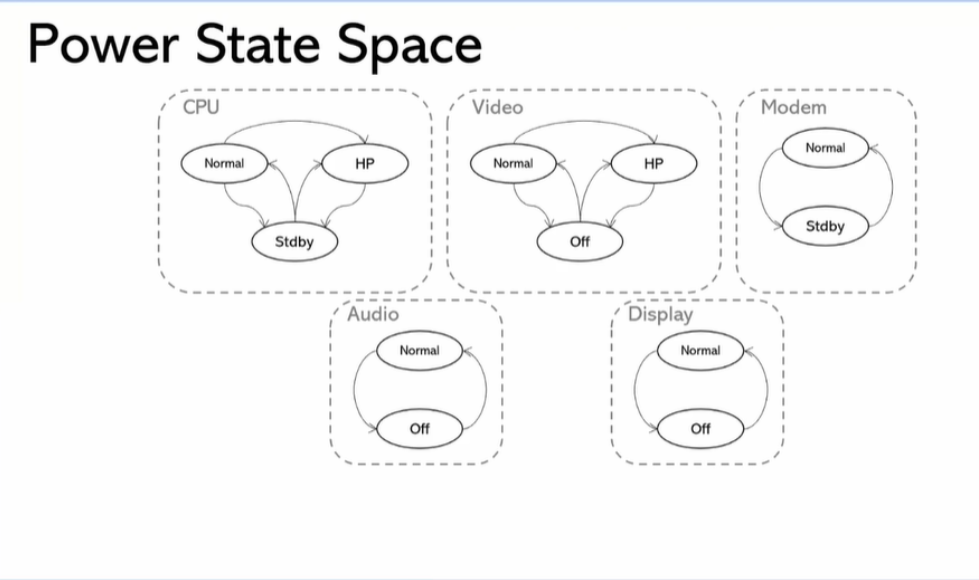 Power State Space
CPU
Normal
HP
Stdby
Video
Normal
HP
Off
Modem
Normal
Stdby
Audio
Normal
Off
Display
Normal
Off